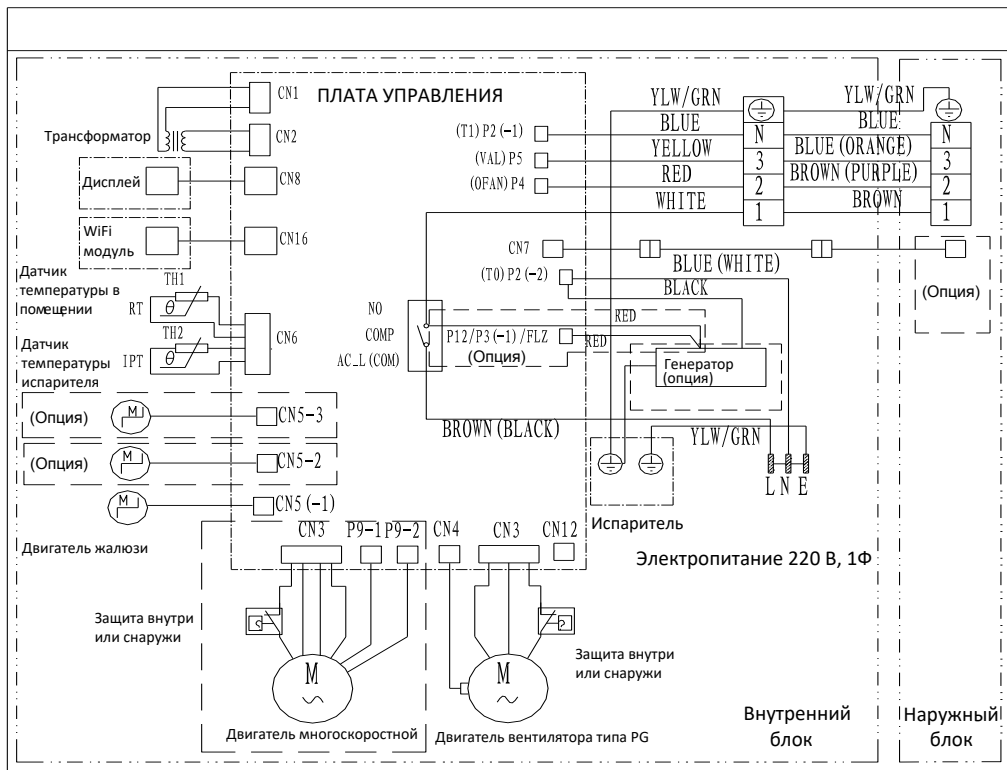 ПЛАТА УПРАВЛЕНИЯ
CN1
Трансформатор
CN2
Дисплей
CN8
WiFi
модуль
CN16
Датчик
температуры в
помещении
TH1
θ
RT
TH2
θ
IPT
CN6
Датчик
температуры
испарителя
(Опция)
M
CN5-3
(Опция)
M
CN5-2
M
CN5(-1)
Двигатель жалюзи
(T1)P2(-1)
(VAL)P5
(OFAN)P4
YLW/GRN
BLUE
YELLOW
RED
WHITE
N
3
2
1
YLW/GRN
BLUE
BLUE(ORANGE)
BROWN(PURPLE)
BROWN
N
3
2
1
CN7
BLUE(WHITE)
(Опция)
(T0)P2(-2)
BLACK
NO
COMP
AC_L(COM)
RED
P12/P3(-1)/FLZ
RED
(Опция)
Генератор
(опция)
BROWN(BLACK)
YLW/GRN
L N E
Испаритель
Электропитание 220 В, 1Ф
CN3
P9-1
P9-2
CN4
CN3
CN12
Защита внутри
или снаружи
M
Двигатель многоскоростной
Защита внутри
или снаружи
M
Двигатель вентилятора типа PG
Внутренний
блок
Наружный
блок